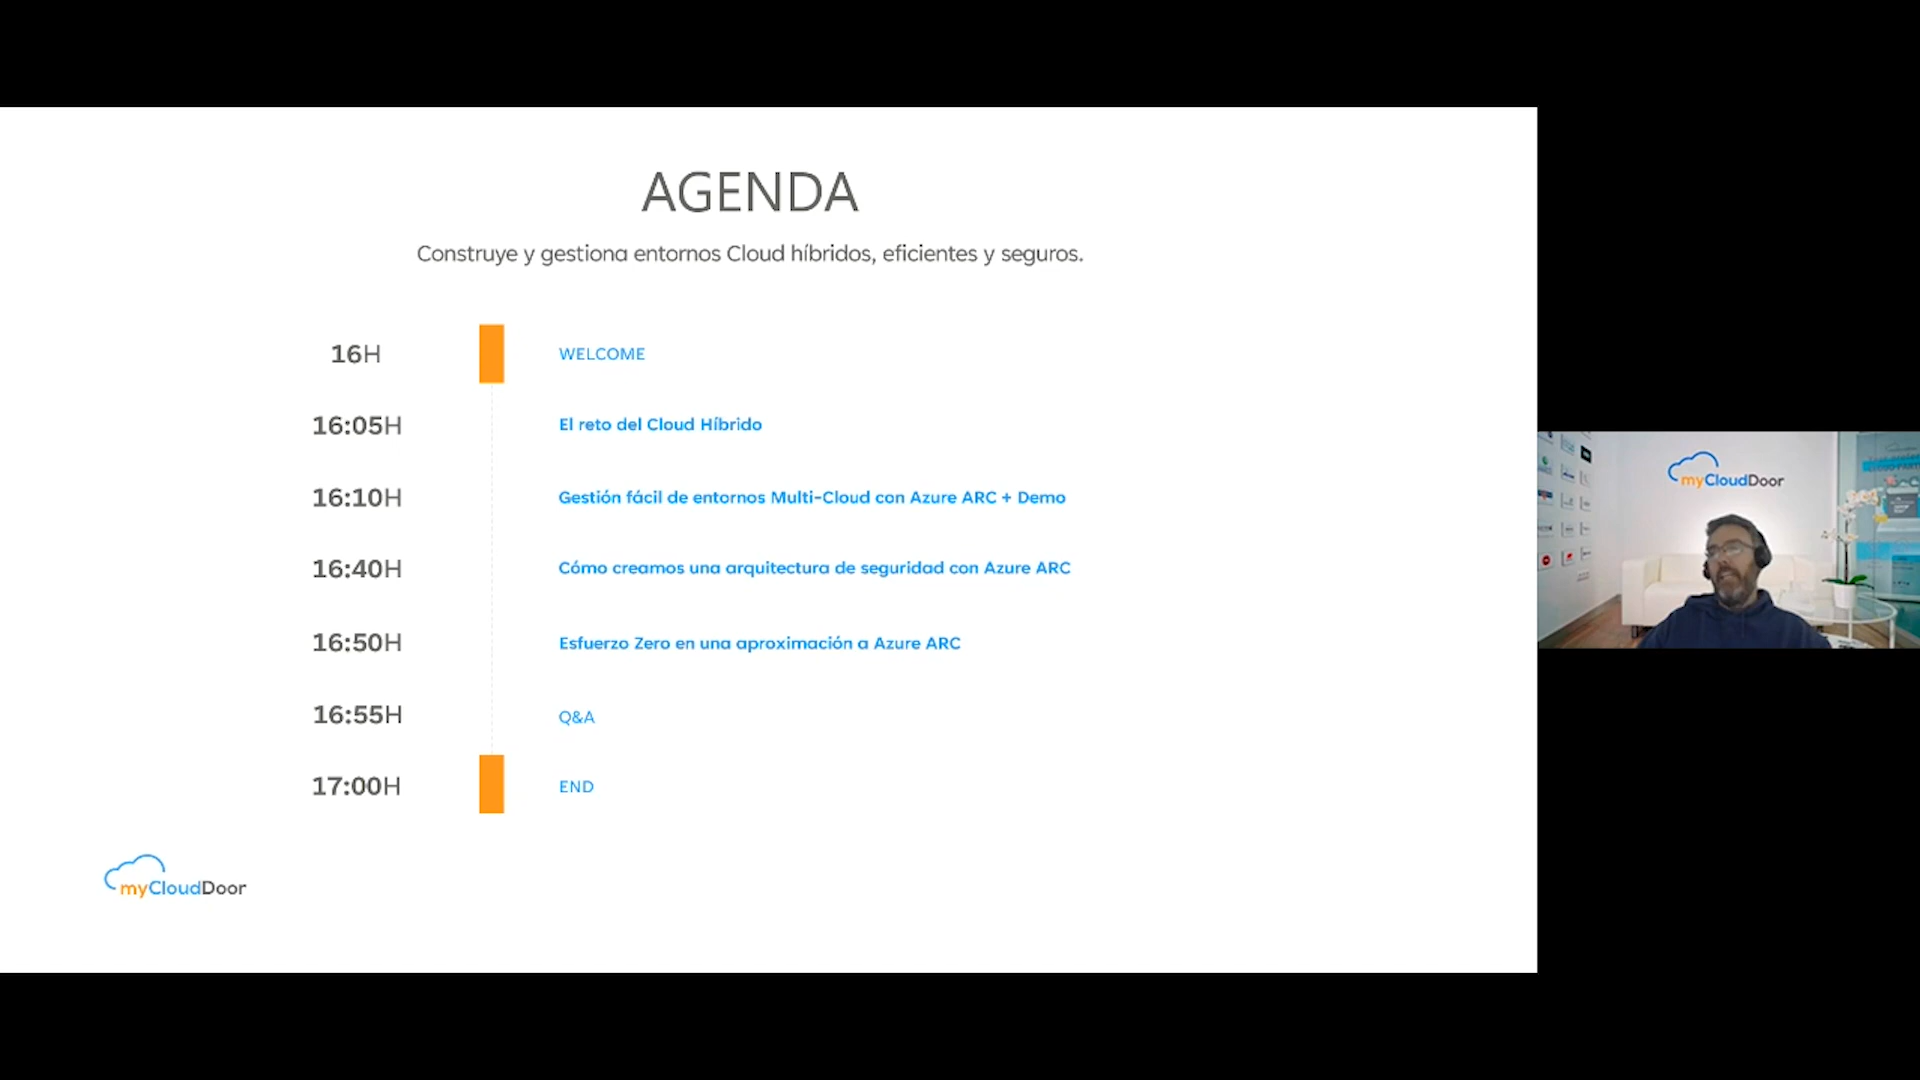 AGENDA
Construye y gestiona entornos Cloud híbridos, eficientes y seguros.
16H
WELCOME
16:05H
El reto del Cloud Híbrido
16:10H
Gestión fácil de entornos Multi-Cloud con Azure ARC + Demo
16:40H
Cómo creamos una arquitectura de seguridad con Azure ARC
16:50H
Esfuerzo Zero en una aproximación a Azure ARC
16:55H
Q&A
17:00H
END
myCloudDoor
myCloudDoor